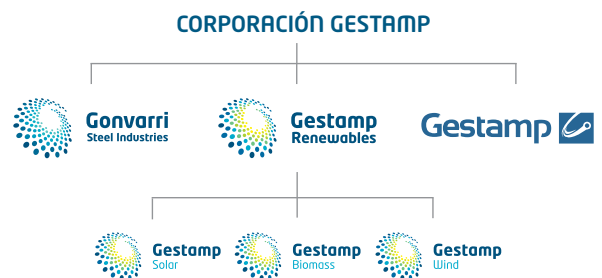 CORPORACIÓN GESTAMP
Gonvarri
Steel Industries
Gestamp
Renewables
Gestamp
Gestamp
Solar
Gestamp
Biomass
Gestamp
Wind